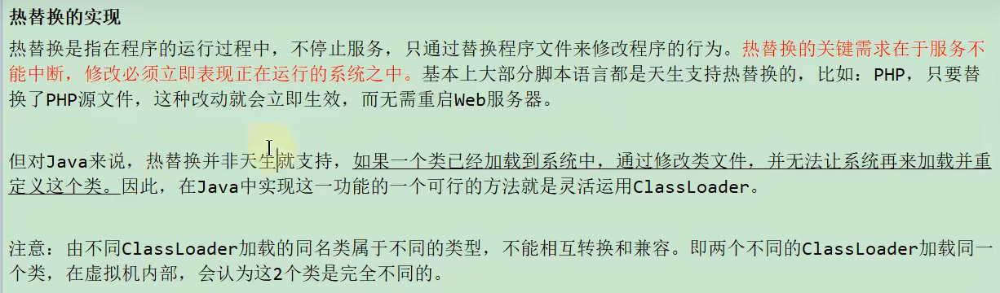 热替换的实现
热替换是指在程序的运行过程中，不停止服务，只通过替换程序文件来修改程序的行为。热替换的关键需求在于服务不
能中断，修改必须立即表现正在运行的系统之中。基本上大部分脚本语言都是天生支持热替换的，比如：PHP，只要替
换了PHP源文件，这种改动就会立即生效，而无需重启Web服务器。
但对Java来说，热替换并非天生就支持，如果一个类已经加载到系统中，通过修改类文件，并无法让系统再来加载并重
定义这个类。因此，在Java中实现这一功能的一个可行的方法就是灵活运用ClassLoader。
注意：由不同ClassLoader加载的同名类属于不同的类型，不能相互转换和兼容。即两个不同的ClassLoader加载同一
个类，在虚拟机内部，会认为这2个类是完全不同的。